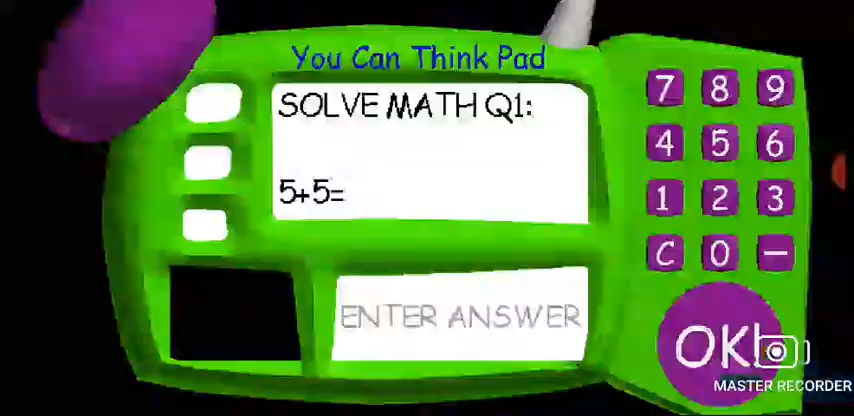 You Can Think Pad
SOLVE MATH Q1:
5+5=
ENTER ANSWER
7 8 9
4 5 6
1 2 3
C 0 −
OK!
MASTER RECORDER